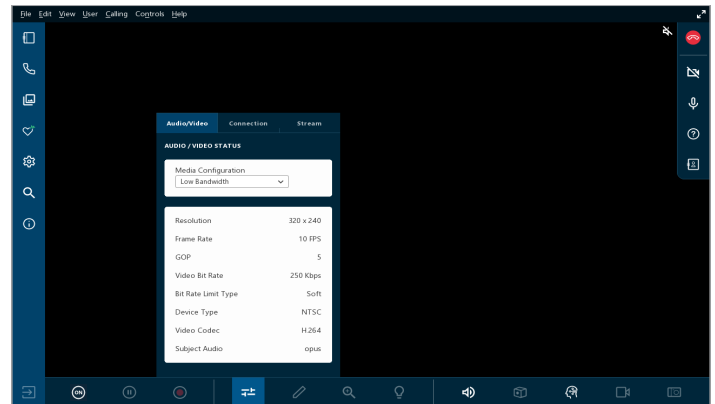 File Edit View User Calling Controls Help
Audio/Video Connection Stream
AUDIO / VIDEO STATUS
Media Configuration
Low Bandwidth
Resolution 320 x 240
Frame Rate 10 FPS
GOP 5
Video Bit Rate 250 Kbps
Bit Rate Limit Type Soft
Device Type NTSC
Video Codec H.264
Subject Audio opus
ON